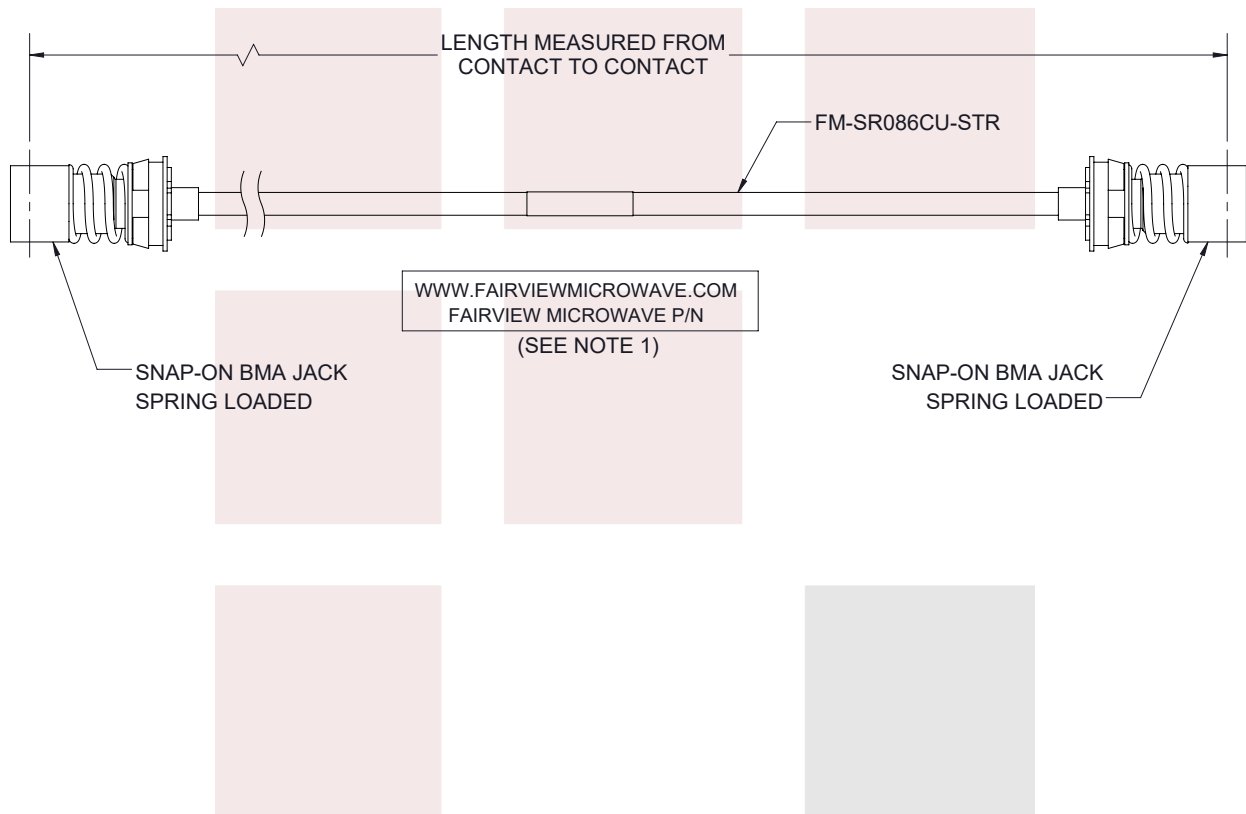 LENGTH MEASURED FROM
CONTACT TO CONTACT
FM-SR086CU-STR
WWW.FAIRVIEWMICROWAVE.COM
FAIRVIEW MICROWAVE P/N
(SEE NOTE 1)
SNAP-ON BMA JACK
SPRING LOADED
SNAP-ON BMA JACK
SPRING LOADED